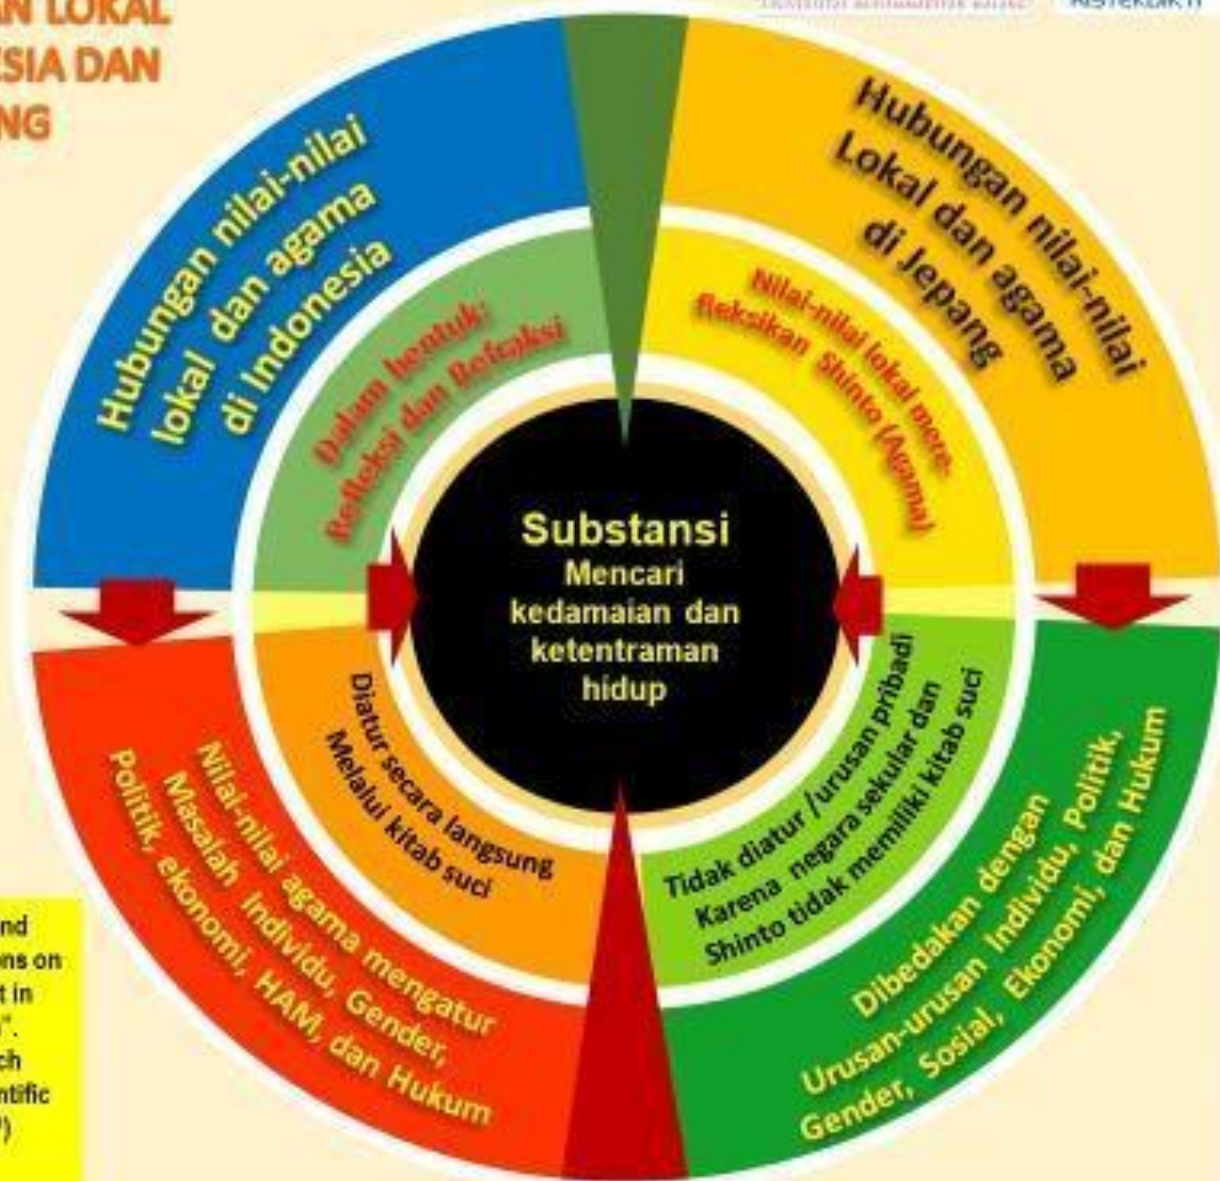 LOKAL
DAN
Hubungan nilai-nilai
lokal dan agama
di Indonesia
Hubungan nilai-nilai
Lokal dan agama
di Jepang
Dalam bentuk:
Refleksi dan Refraksi
Nilai-nilai lokal mere-
fleksikan Shinto (Agama)
Substansi
Mencari
kedamaian dan
ketentraman
hidup
Diatur secara langsung
Melalui kitab suci
Tidak diatur /urusan pribadi
Karena negara sekular dan
Shinto tidak memiliki kitab suci
Nilai-nilai agama mengatur
Masalah Individu, Gender,
Politik, ekonomi, HAM, dan Hukum
Dibedakan dengan
Urusan-urusan Individu, Politik,
Gender, Sosial, Ekonomi, dan Hukum
on
in